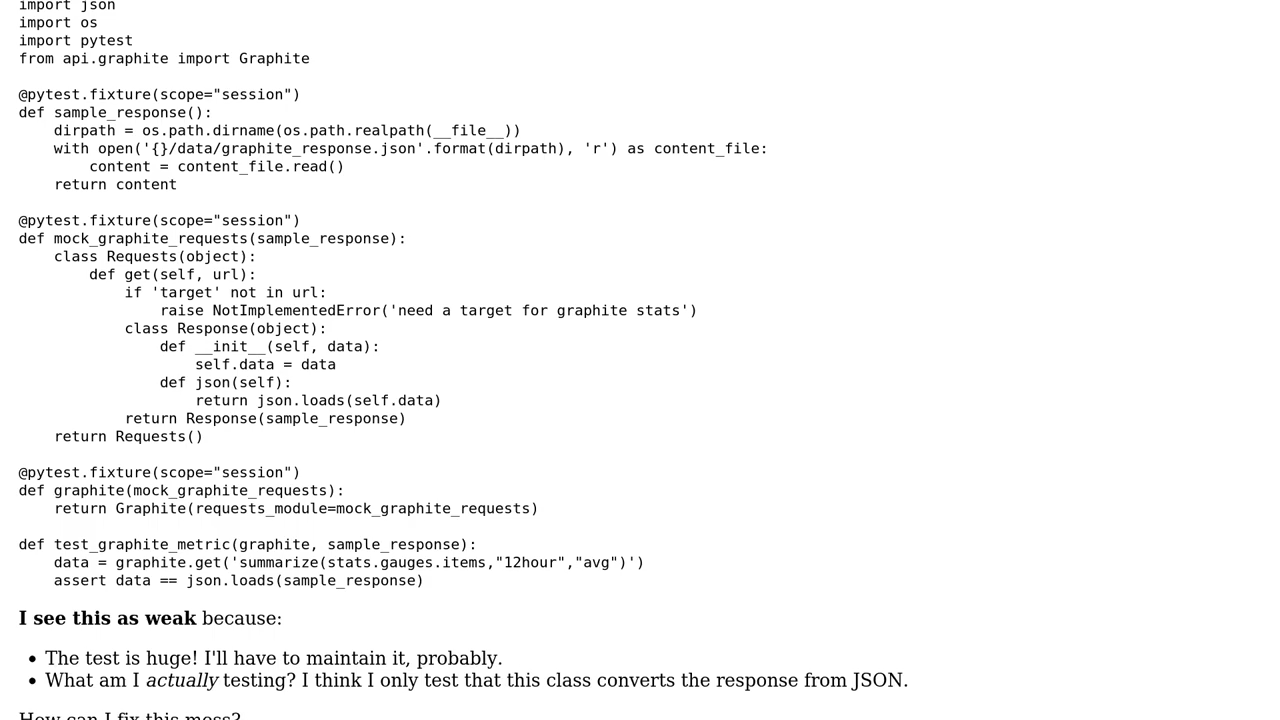 import json
import os
import pytest
from api.graphite import Graphite

@pytest.fixture(scope="session")
def sample_response():
    dirpath = os.path.dirname(os.path.realpath(__file__))
    with open('{}/data/graphite_response.json'.format(dirpath), 'r') as content_file:
        content = content_file.read()
    return content

@pytest.fixture(scope="session")
def mock_graphite_requests(sample_response):
    class Requests(object):
        def get(self, url):
            if 'target' not in url:
                raise NotImplementedError('need a target for graphite stats')
            class Response(object):
                def __init__(self, data):
                    self.data = data
                def json(self):
                    return json.loads(self.data)
            return Response(sample_response)
    return Requests()

@pytest.fixture(scope="session")
def graphite(mock_graphite_requests):
    return Graphite(requests_module=mock_graphite_requests)

def test_graphite_metric(graphite, sample_response):
    data = graphite.get('summarize(stats.gauges.items,"12hour","avg")')
    assert data == json.loads(sample_response)

I see this as weak because:
• The test is huge! I'll have to maintain it, probably.
• What am I actually testing? I think I only test that this class converts the response from JSON.
How can I fix this mess?